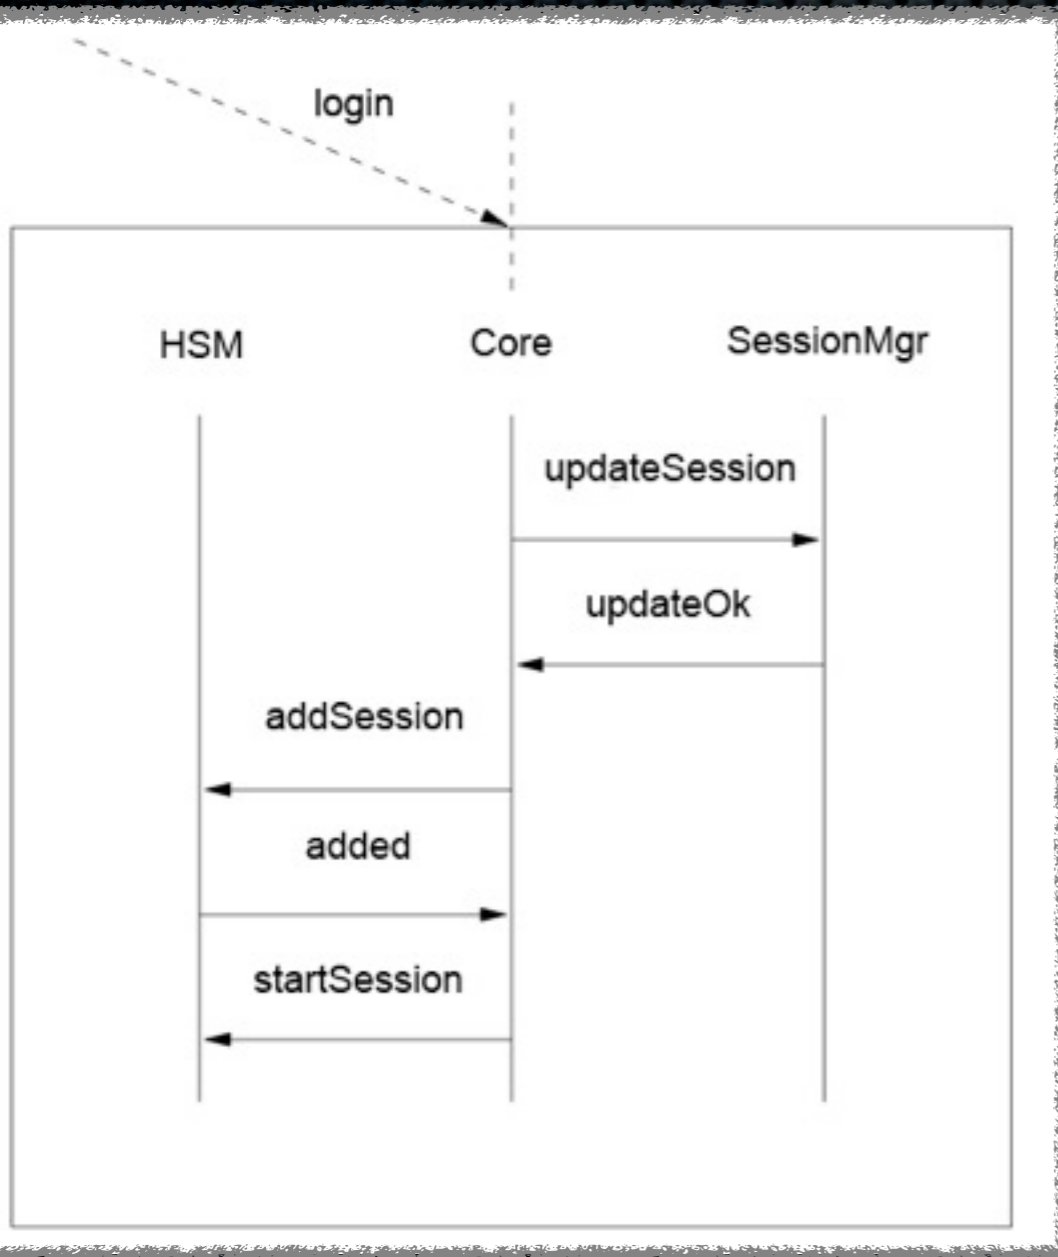 login
HSM
Core
SessionMgr
updateSession
updateOk
addSession
added
startSession